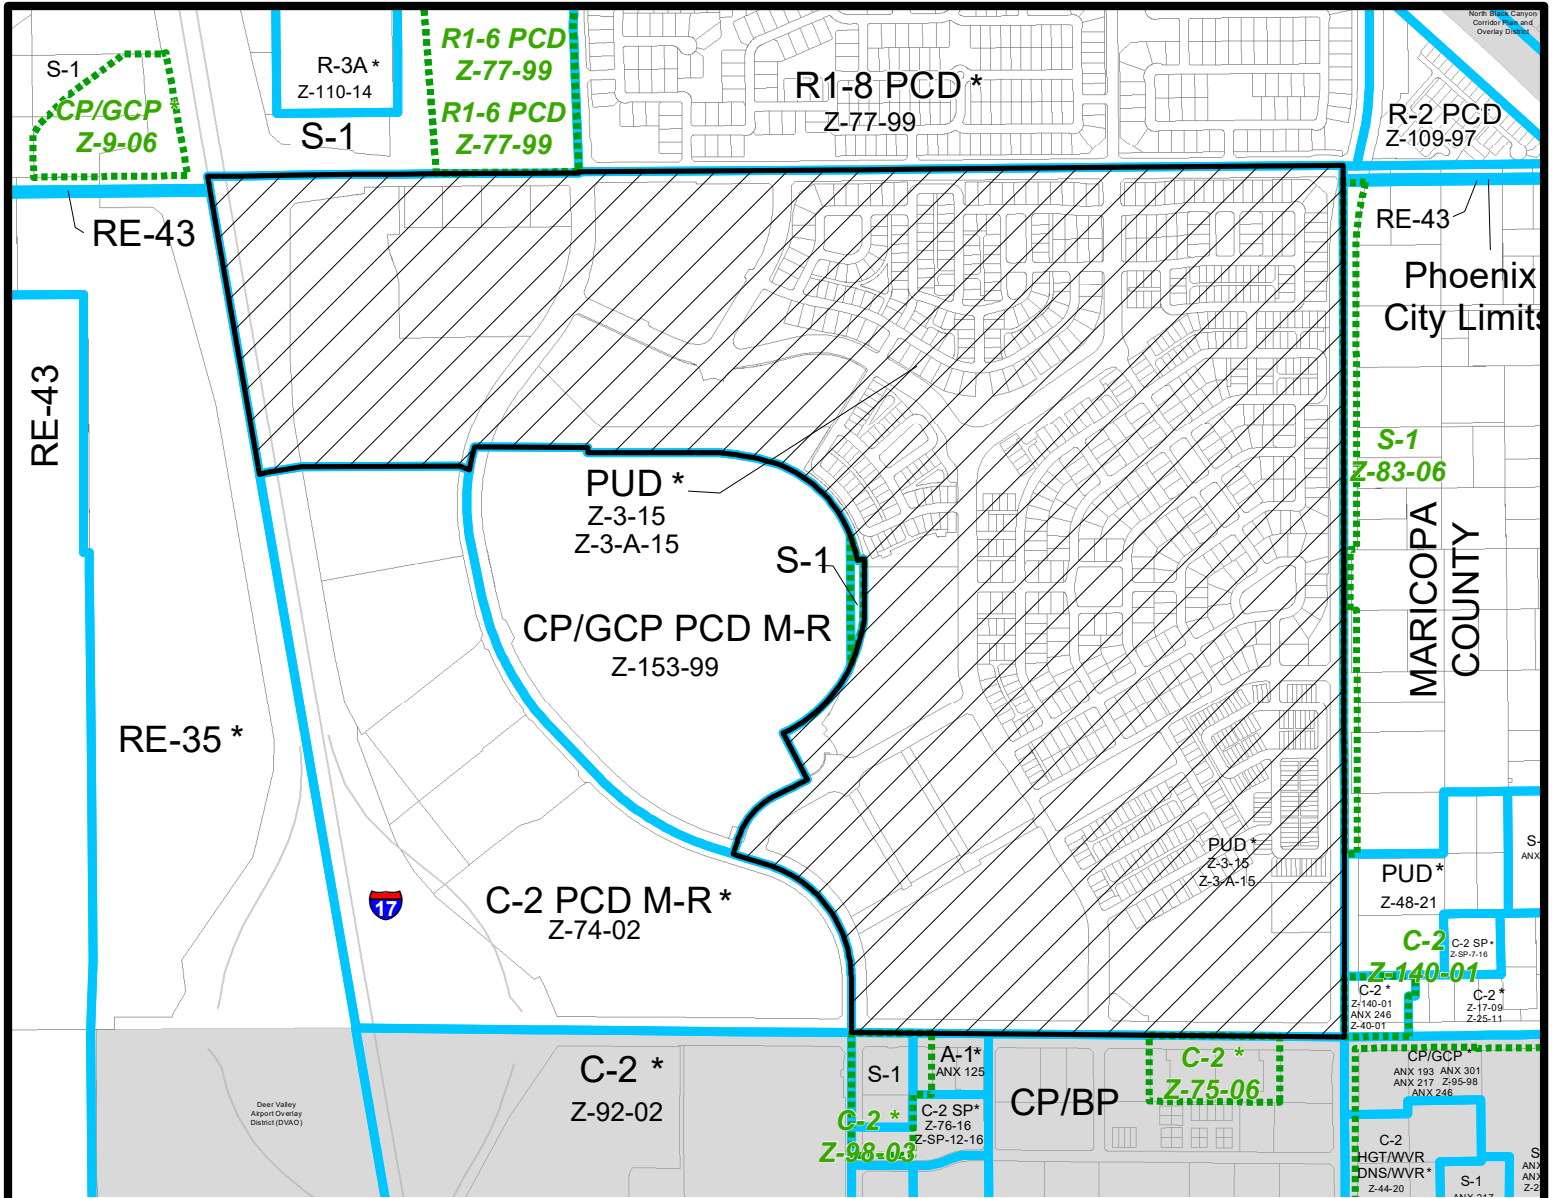 North Black Canyon
Corridor Plan and
Overlay District
S-1
CP/GCP *
Z-9-06
R-3A *
Z-110-14
S-1
R1-6 PCD
Z-77-99
R1-6 PCD
Z-77-99
R1-8 PCD *
Z-77-99
R-2 PCD
Z-109-97
RE-43
RE-43
Phoenix
City Limits
RE-43
PUD *
Z-3-15
Z-3-A-15
S-1
S-1
Z-83-06
MARICOPA
COUNTY
CP/GCP PCD M-R
Z-153-99
RE-35 *
17
C-2 PCD M-R *
Z-74-02
PUD *
Z-3-15
Z-3-A-15
S-
ANX
PUD *
Z-48-21
C-2
Z-140-01
C-2 SP *
Z-SP-7-16
C-2 *
Z-140-01
ANX 246
Z-40-01
C-2 *
Z-17-09
Z-25-11
C-2 *
Z-92-02
Deer Valley
Airport Overlay
District (DVAO)
S-1
A-1*
ANX 125
C-2 *
Z-98-03
C-2 SP*
Z-76-16
Z-SP-12-16
CP/BP
C-2 *
Z-75-06
CP/GCP *
ANX 193 ANX 301
ANX 217 Z-95-98
ANX 246
C-2
HGT/WVR
DNS/WVR *
Z-44-20
S-1
ANX 217
S
ANX
ANX
Z-2